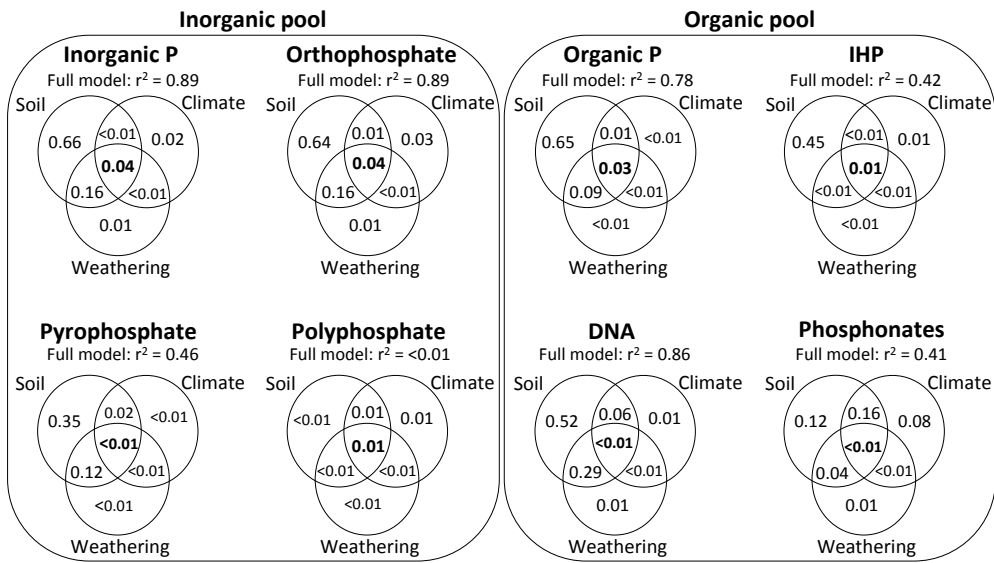 Inorganic pool
Organic pool
Inorganic P
Full model: r² = 0.89
Soil
Climate
<0.01
0.66
0.02
0.04
0.16
<0.01
0.01
Weathering
Orthophosphate
Full model: r² = 0.89
Soil
Climate
0.01
0.64
0.03
0.04
0.16
<0.01
0.01
Weathering
Organic P
Full model: r² = 0.78
Soil
Climate
0.01
0.65
<0.01
0.03
0.09
<0.01
<0.01
Weathering
IHP
Full model: r² = 0.42
Soil
Climate
<0.01
0.45
0.01
0.01
<0.01
<0.01
<0.01
Weathering
Pyrophosphate
Full model: r² = 0.46
Soil
Climate
0.02
0.35
<0.01
<0.01
0.12
<0.01
<0.01
Weathering
Polyphosphate
Full model: r² = <0.01
Soil
Climate
0.01
<0.01
0.01
0.01
<0.01
<0.01
<0.01
Weathering
DNA
Full model: r² = 0.86
Soil
Climate
0.06
0.52
0.01
<0.01
0.29
<0.01
0.01
Weathering
Phosphonates
Full model: r² = 0.41
Soil
Climate
0.16
0.12
0.08
<0.01
0.04
<0.01
0.01
Weathering